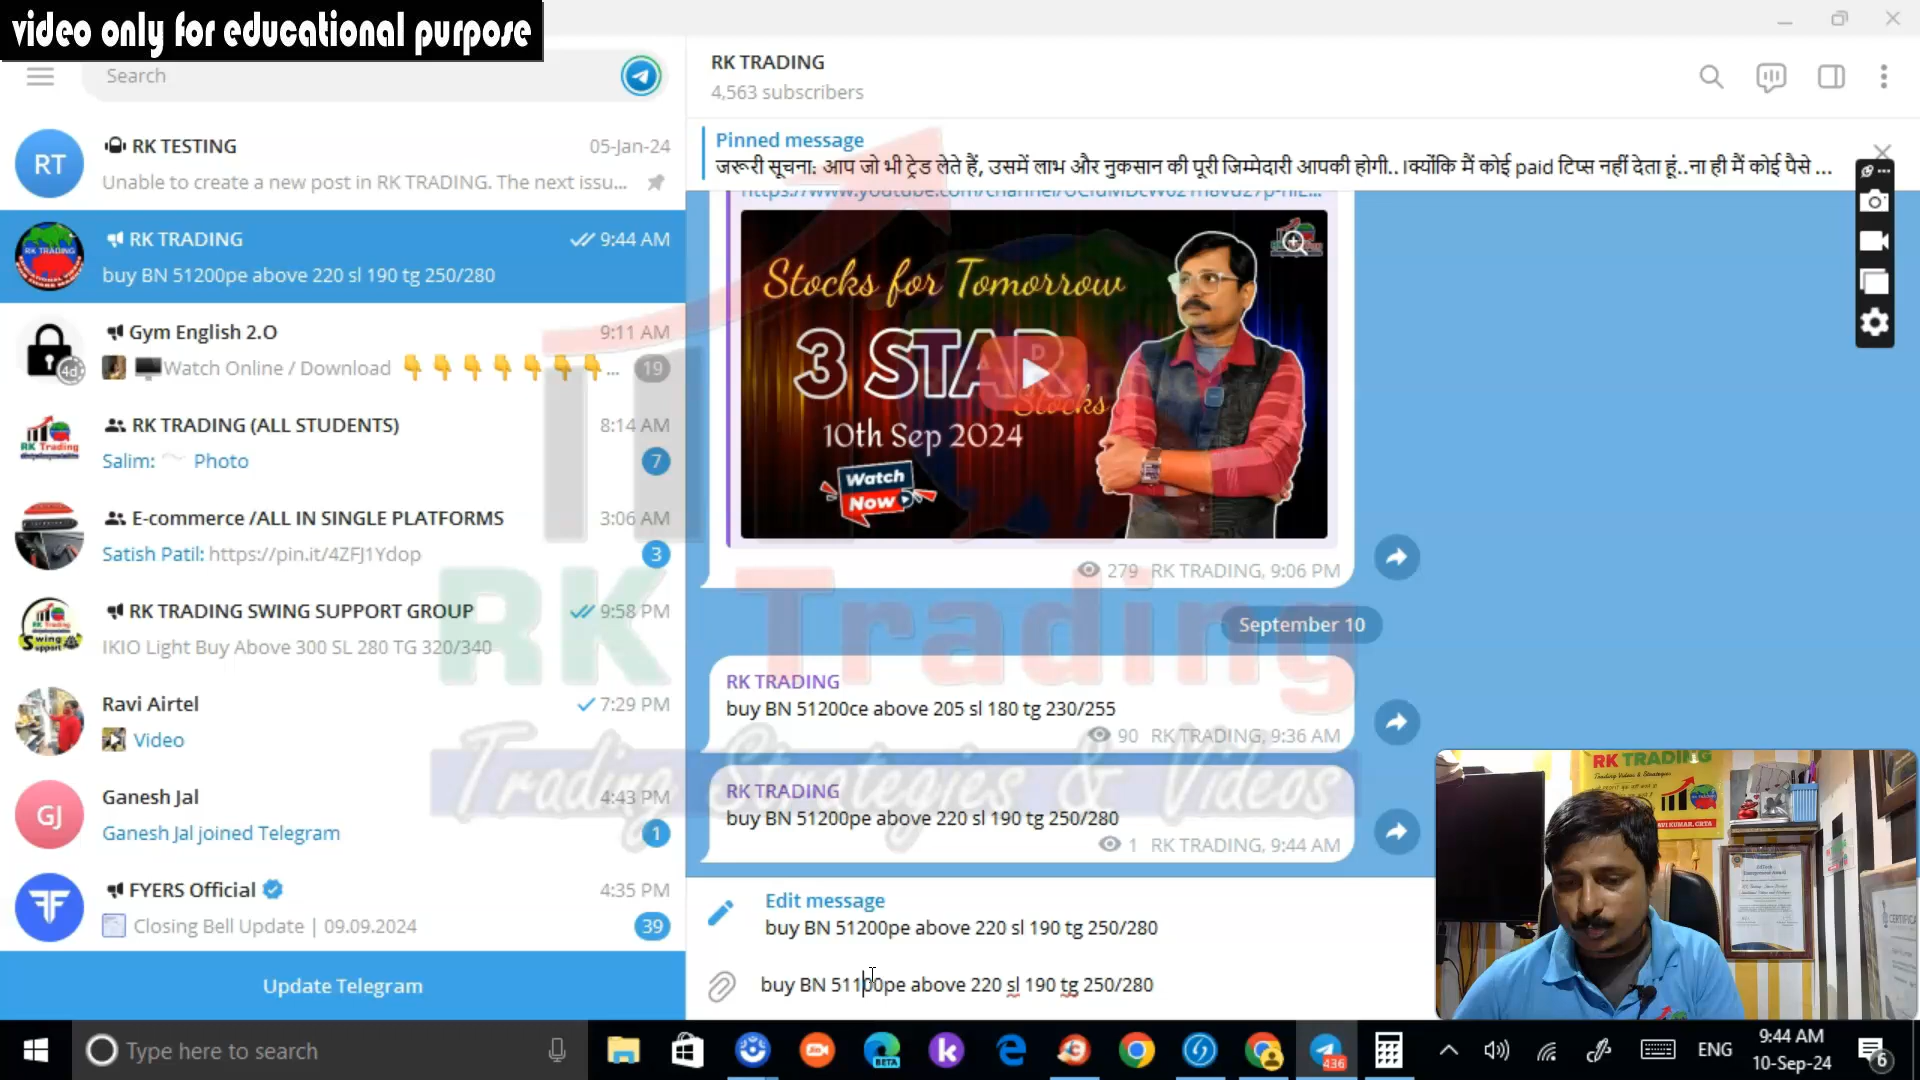 video only for educational purpose
Search
RK TESTING 05-Jan-24
Unable to create a new post in RK TRADING. The next issu...
RK TRADING 9:44 AM
buy BN 51200pe above 220 sl 190 tg 250/280
Gym English 2.O 9:11 AM
Watch Online / Download 👇👇👇👇👇👇👇... 19
4d
RK TRADING (ALL STUDENTS) 8:14 AM
Salim: Photo 7
E-commerce /ALL IN SINGLE PLATFORMS 3:06 AM
Satish Patil: https://pin.it/4ZFJ1Ydop 3
RK TRADING SWING SUPPORT GROUP 9:58 PM
IKIO Light Buy Above 300 SL 280 TG 320/340
Ravi Airtel 7:29 PM
Video
GJ
Ganesh Jal 4:43 PM
Ganesh Jal joined Telegram 1
FYERS Official 4:35 PM
Closing Bell Update | 09.09.2024 39
Update Telegram
RT
RK TRADING
4,563 subscribers
Pinned message
जरूरी सूचना: आप जो भी ट्रेड लेते हैं, उसमें लाभ और नुकसान की पूरी जिम्मेदारी आपकी होगी.. ।क्योंकि मैं कोई paid टिप्स नहीं देता हूं..ना ही मैं कोई पैसे ...
Stocks for Tomorrow
3 STAR
Stocks
10th Sep 2024
Watch
Now
279 RK TRADING, 9:06 PM
September 10
RK TRADING
buy BN 51200ce above 205 sl 180 tg 230/255
90 RK TRADING, 9:36 AM
RK TRADING
buy BN 51200pe above 220 sl 190 tg 250/280
1 RK TRADING, 9:44 AM
Edit message
buy BN 51200pe above 220 sl 190 tg 250/280
buy BN 51100pe above 220 sl 190 tg 250/280
RK Trading
Trading Strategies & Videos
RK TRADING
Type here to search
BETA
436
ENG
9:44 AM
10-Sep-24
6